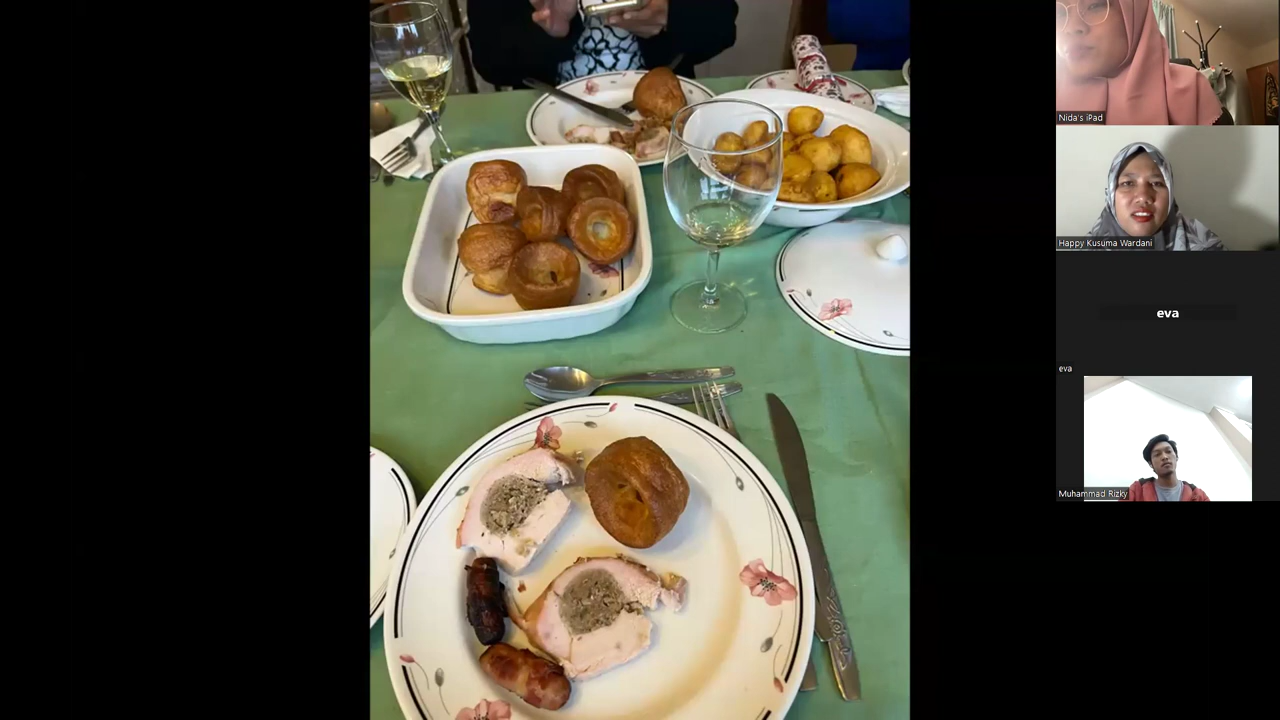 Nida's iPad
Happy Kusuma Wardani
eva
eva
Muhammad Rizky